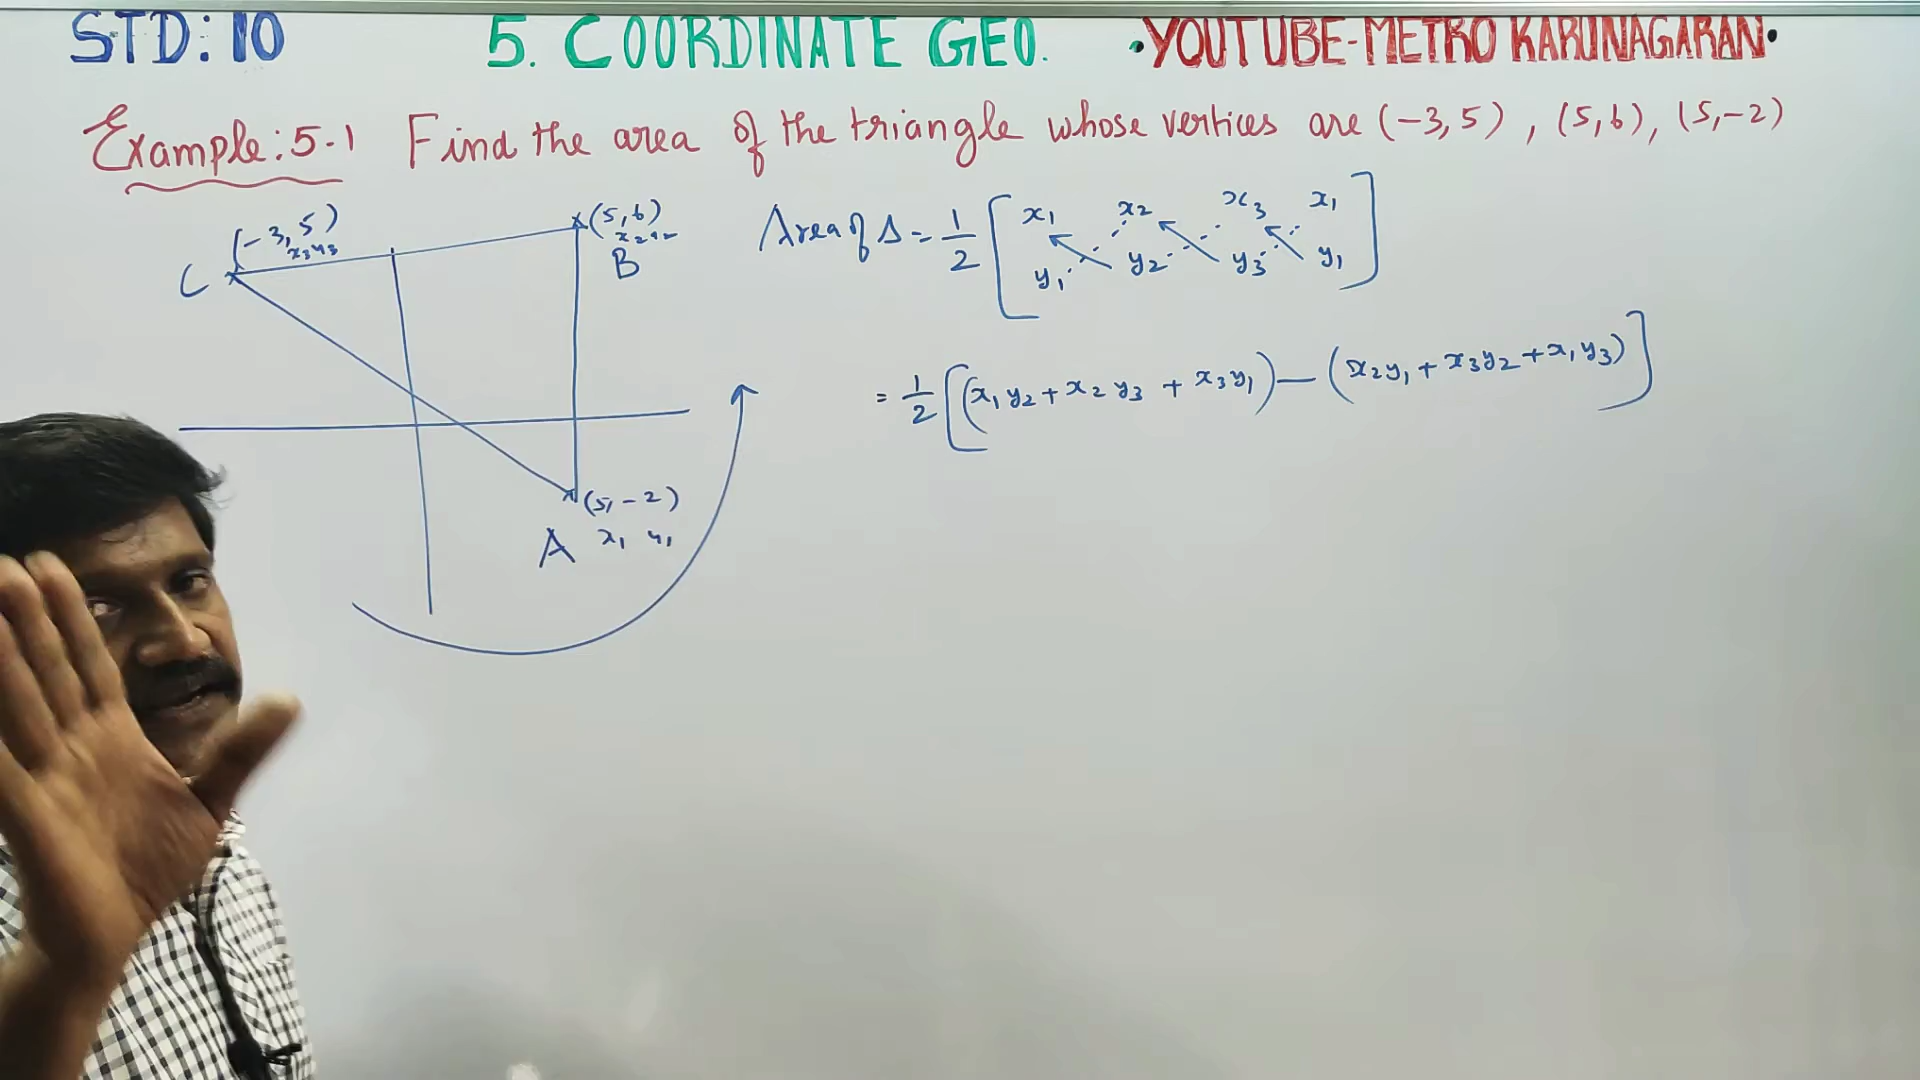 STD: 10 5. COORDINATE GEO. •YOUTUBE-METRO KARUNAGARAN•
Example: 5.1 Find the area of the triangle whose vertices are (-3,5), (5,6), (5,-2)
(-3,5)
x₃y₃
C
(5,6)
x₂y₂
B
(5,-2)
A x₁ y₁
Area of Δ = 1/2 [ x₁ x₂ x₃ x₁
y₁ y₂ y₃ y₁ ]
= 1/2 [(x₁y₂ + x₂y₃ + x₃y₁) — (x₂y₁ + x₃y₂ + x₁y₃)]